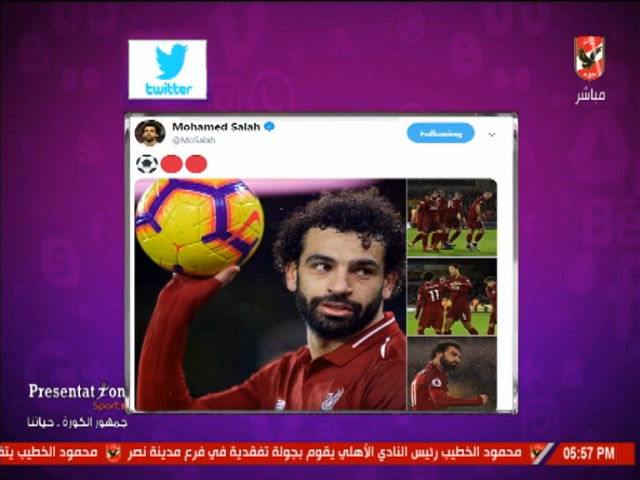 twitter
مباشر
Mohamed Salah
@MoSalah
Following
Presentation
Sports
جمهور الكورة - حياتنا
محمود الخطيب رئيس النادي الأهلي يقوم بجولة تفقدية في فرع مدينة نصر
محمود الخطيب
05:57 PM